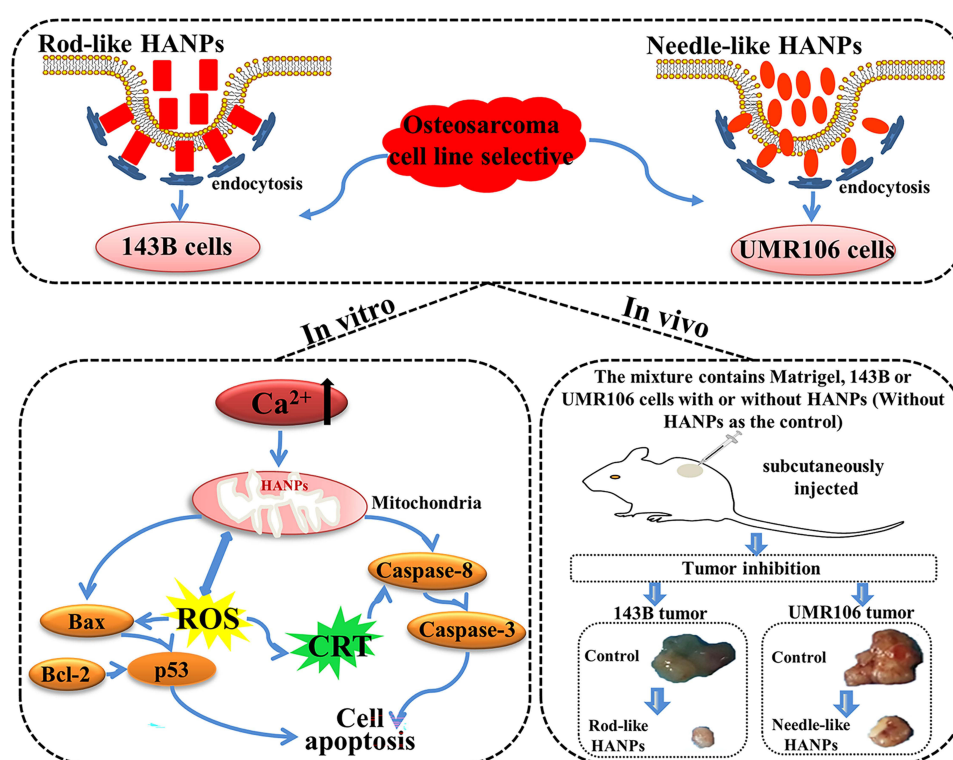 Rod-like HANPs
Needle-like HANPs
Osteosarcoma
cell line selective
endocytosis
endocytosis
143B cells
UMR106 cells
In vitro
In vivo
Ca²⁺
HANPs
Mitochondria
Caspase-8
Bax
ROS
Caspase-3
CRT
Bcl-2
p53
Cell
apoptosis
The mixture contains Matrigel, 143B or
UMR106 cells with or without HANPs (Without
HANPs as the control)
subcutaneously
injected
Tumor inhibition
143B tumor
UMR106 tumor
Control
Control
Rod-like
HANPs
Needle-like
HANPs